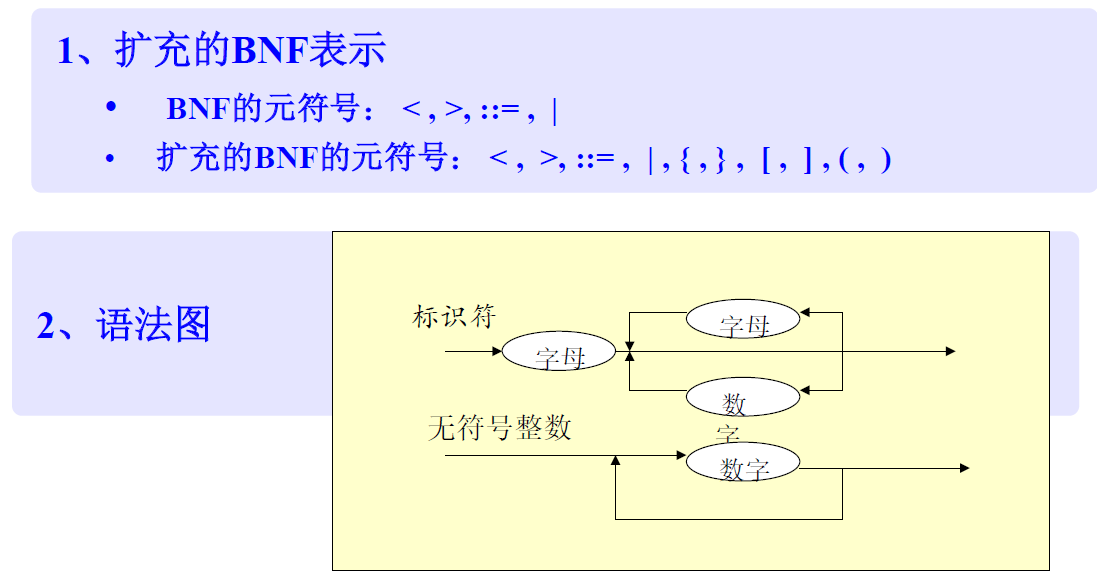 1、扩充的BNF表示
• BNF的元符号： < , >, ::= , |
• 扩充的BNF的元符号： < , >, ::= , | , { , } , [ , ] , ( , )
2、语法图
标识符
字母
字母
数
字
无符号整数
数字